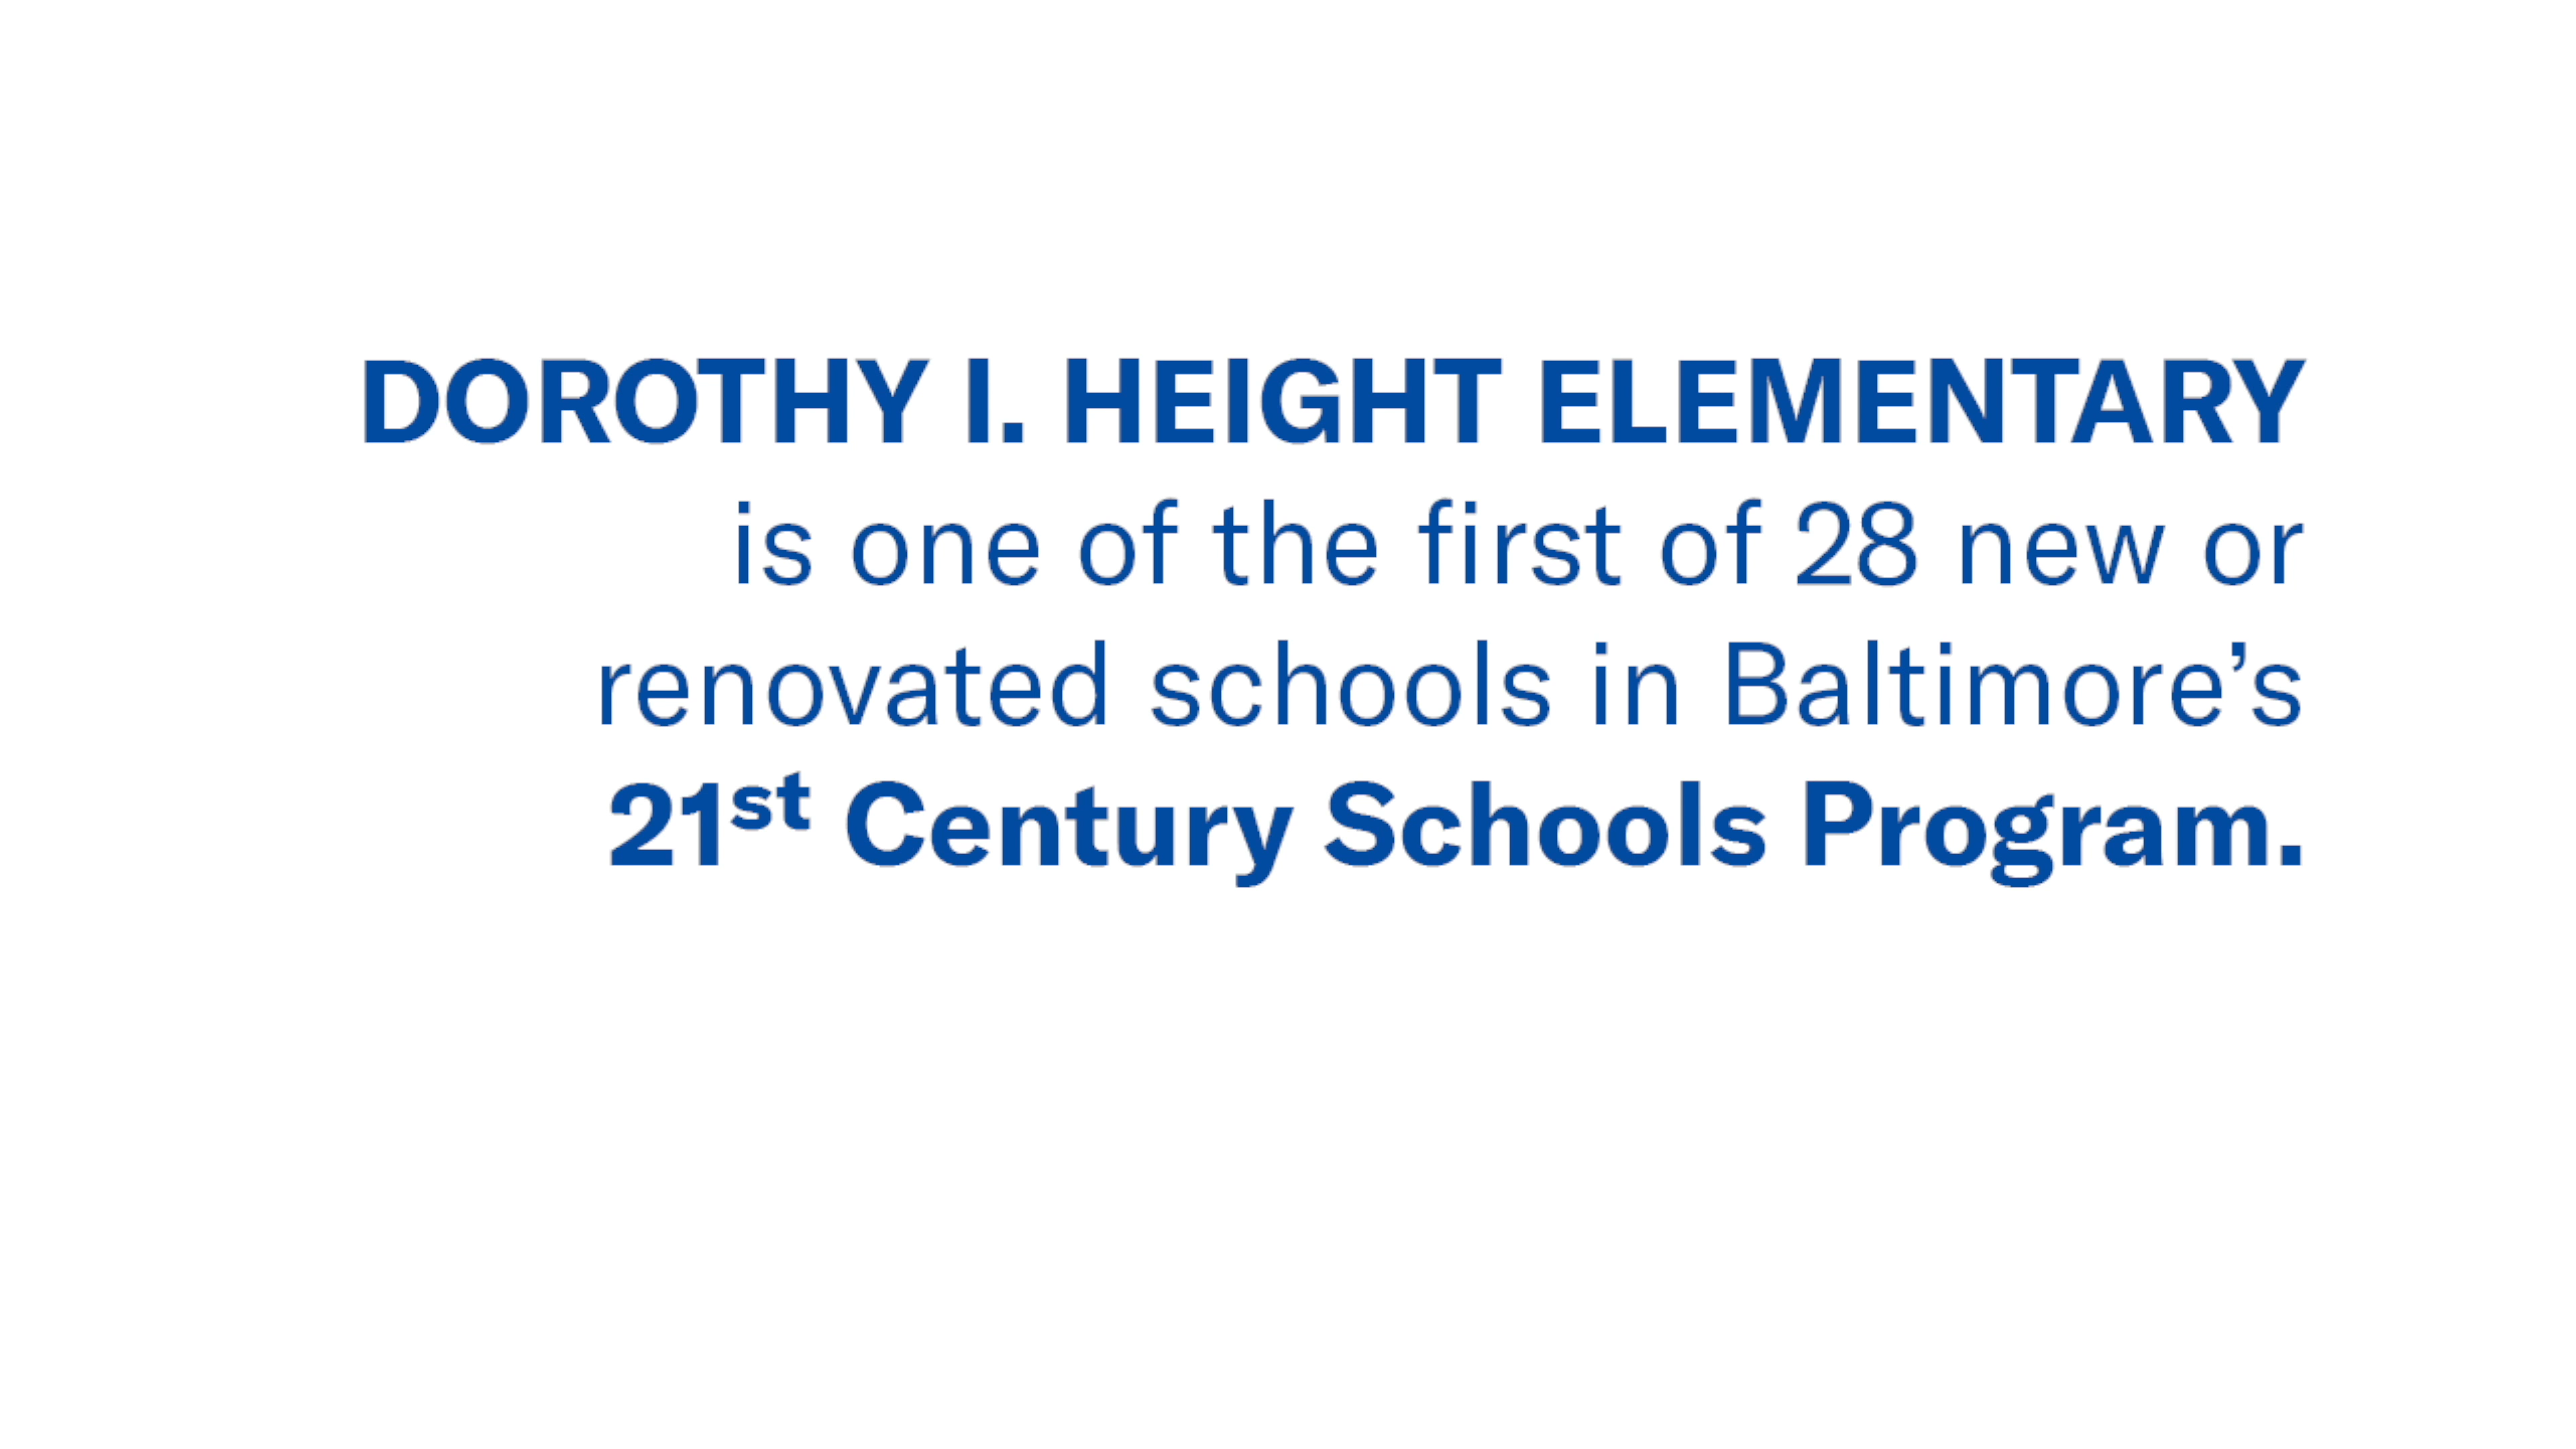 DOROTHY I. HEIGHT ELEMENTARY
is one of the first of 28 new or
renovated schools in Baltimore’s
21st Century Schools Program.